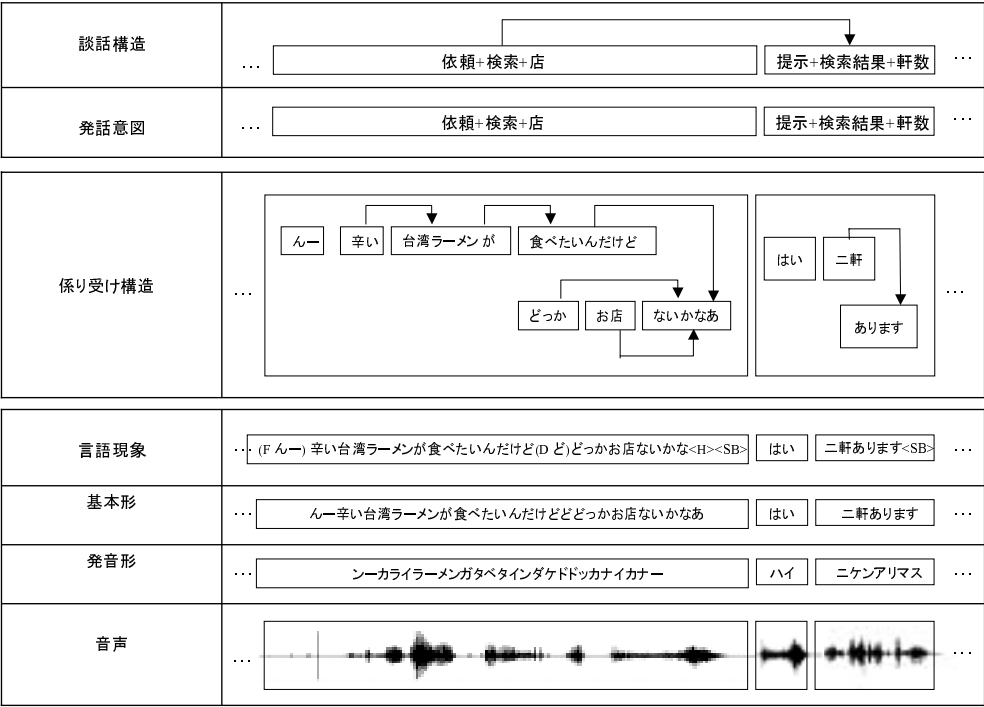 談話構造
… 依頼+検索+店 提示+検索結果+軒数 …
発話意図
… 依頼+検索+店 提示+検索結果+軒数 …
係り受け構造
んー 辛い 台湾ラーメン が 食べたいんだけど
はい 二軒
… …
どっか お店 ないかなあ
あります
言語現象
… (F んー) 辛い台湾ラーメンが食べたいんだけど(D ど)どっかお店ないかな<H><SB> はい 二軒あります<SB> …
基本形
… んー辛い台湾ラーメンが食べたいんだけどどどっかお店ないかなあ はい 二軒あります …
発音形
… ンーカライラーメンガタベタインダケドドッカナイカナー ハイ ニケンアリマス …
音声
… …